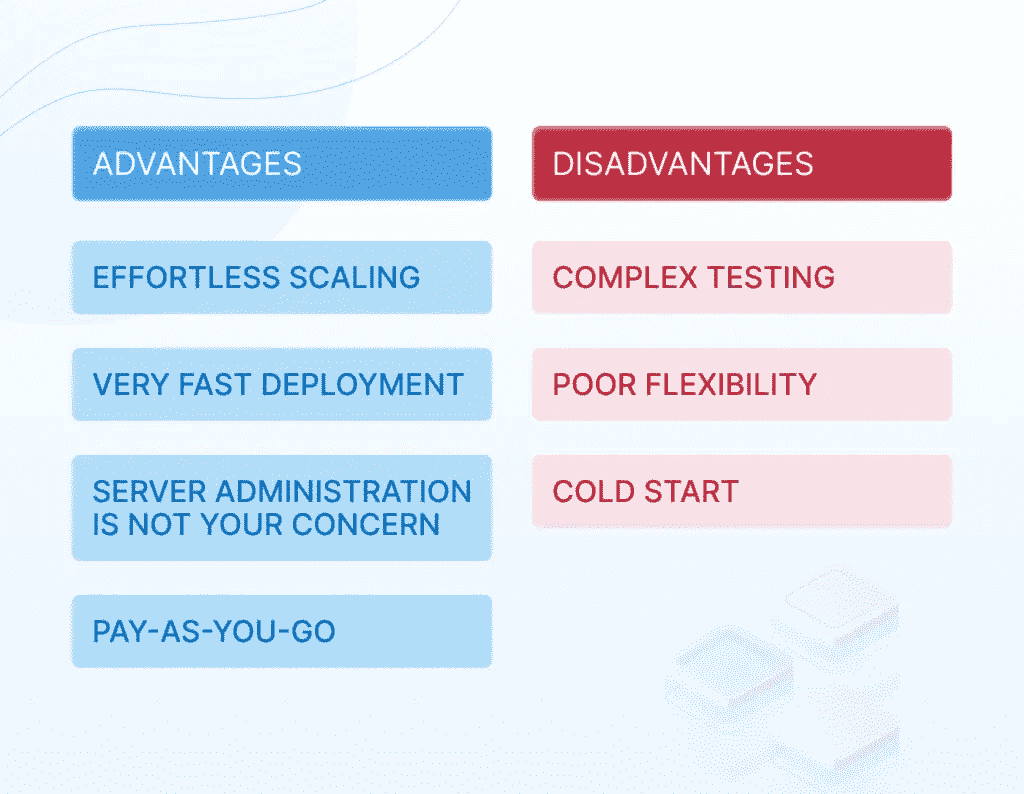 ADVANTAGES
EFFORTLESS SCALING
VERY FAST DEPLOYMENT
SERVER ADMINISTRATION
IS NOT YOUR CONCERN
PAY-AS-YOU-GO
DISADVANTAGES
COMPLEX TESTING
POOR FLEXIBILITY
COLD START